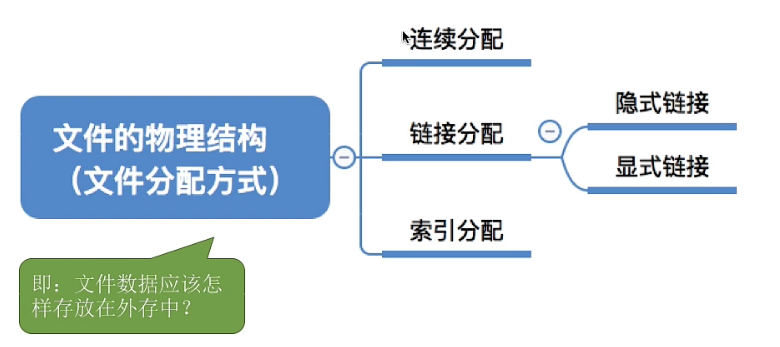 连续分配
隐式链接
链接分配
文件的物理结构
(文件分配方式)
显式链接
索引分配
即：文件数据应该怎
样存放在外存中？